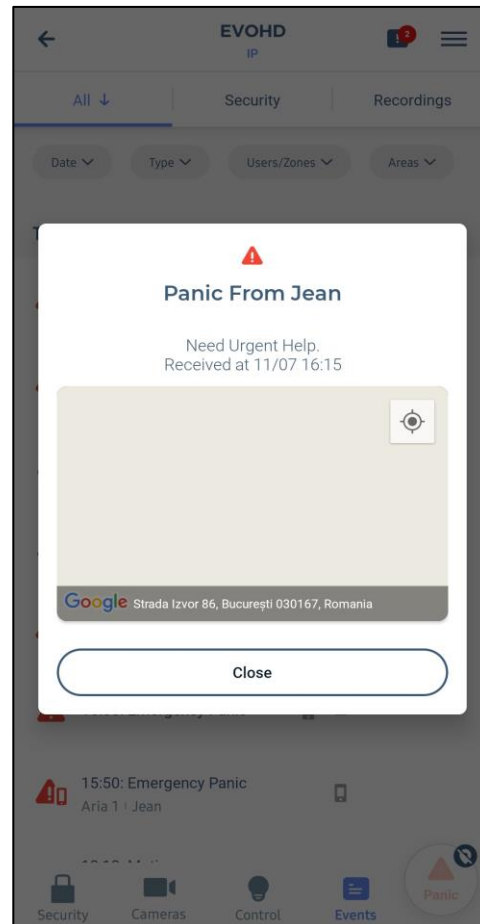 EVOHD
2
IP
All ↓ Security Recordings
Date Type Users/Zones Areas
Panic From Jean
Need Urgent Help.
Received at 11/07 16:15
Google Strada Izvor 86, București 030167, Romania
Close
15:50: Emergency Panic
Aria 1 | Jean
Security Cameras Control Events Panic